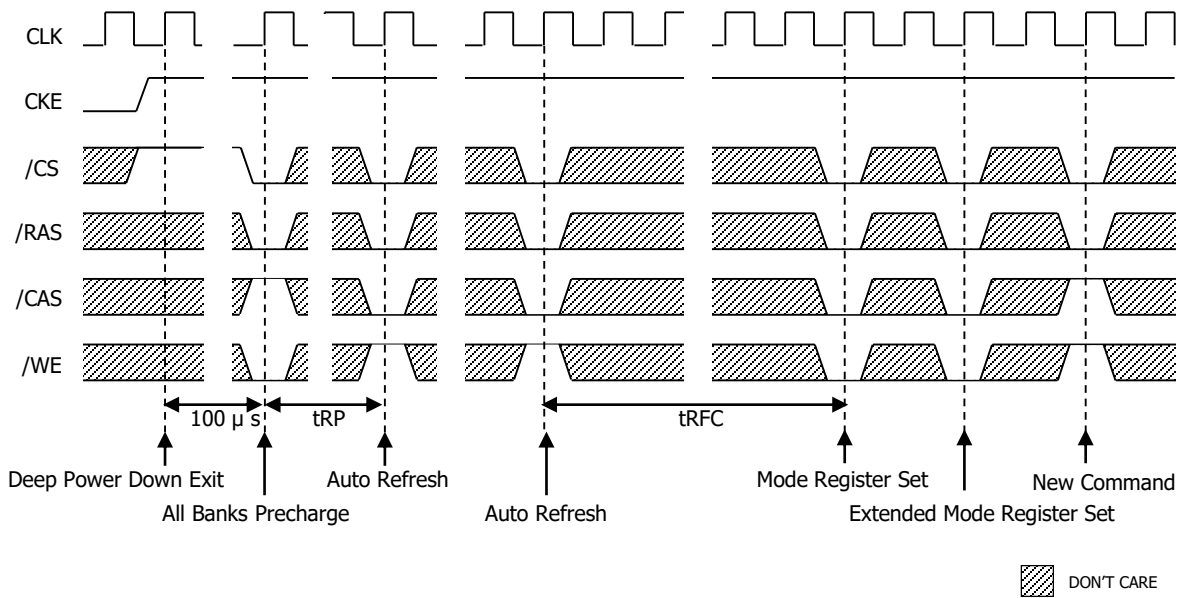 CLK
CKE
/CS
/RAS
/CAS
/WE
100 μ s
tRP
tRFC
Deep Power Down Exit
Auto Refresh
Mode Register Set
New Command
All Banks Precharge
Auto Refresh
Extended Mode Register Set
DON'T CARE